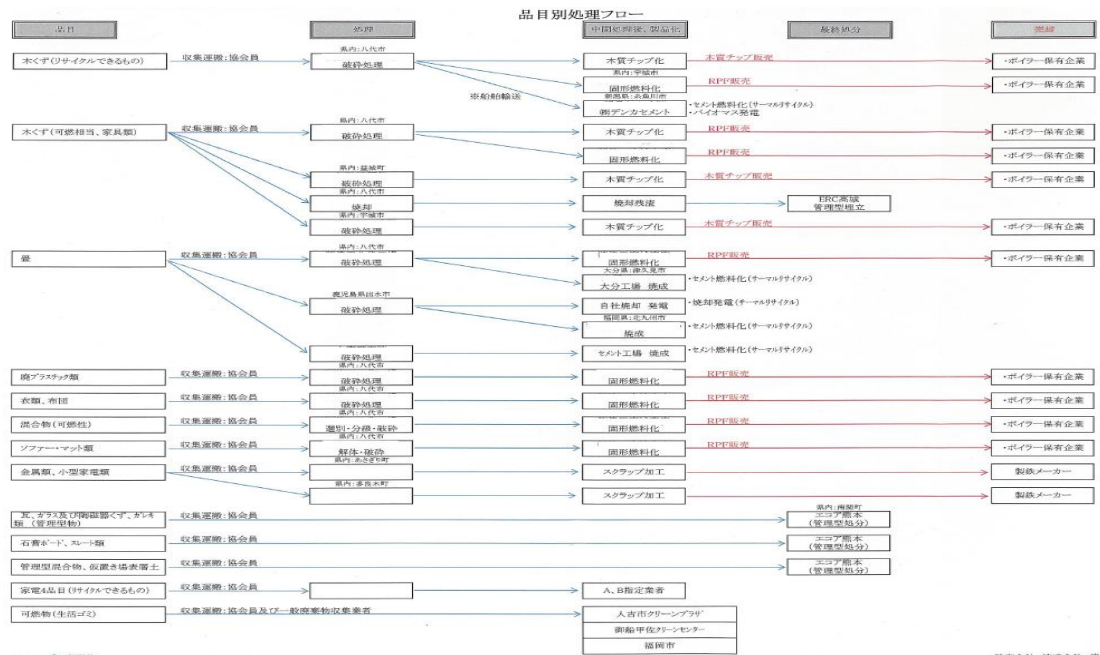 品目別処理フロー
品目 処理 中間処理後、製品化 最終処分 売却
県内:八代市
木くず(リサイクルできるもの) 収集運搬:協会員 破砕処理 木質チップ化 木質チップ販売 ・ボイラー保有企業
県内:宇城市
固形燃料化 RPF販売 ・ボイラー保有企業
※船舶輸送
新潟県:糸魚川市
㈱デンカセメント ・セメント燃料化(サーマルリサイクル)
・バイオマス発電
県内:八代市
木くず(可燃相当、家具類) 収集運搬:協会員 破砕処理 木質チップ化 RPF販売 ・ボイラー保有企業
固形燃料化 RPF販売 ・ボイラー保有企業
県内:益城町
破砕処理 木質チップ化 木質チップ販売 ・ボイラー保有企業
県内:八代市
焼却 焼却残渣 ERC高城
管理型埋立
県内:宇城市
破砕処理 木質チップ化 木質チップ販売 ・ボイラー保有企業
県内:八代市
畳 収集運搬:協会員 破砕処理 固形燃料化 RPF販売 ・ボイラー保有企業
大分県:津久見市
大分工場 焼成 ・セメント燃料化(サーマルリサイクル)
鹿児島県出水市
破砕処理 自社焼却 発電 ・焼却発電(サーマルリサイクル)
福岡県:北九州市
焼成 ・セメント燃料化(サーマルリサイクル)
破砕処理 セメント工場 焼成 ・セメント燃料化(サーマルリサイクル)
県内:八代市
廃プラスチック類 収集運搬:協会員 破砕処理 固形燃料化 RPF販売 ・ボイラー保有企業
県内:八代市
衣類、布団 収集運搬:協会員 破砕処理 固形燃料化 RPF販売 ・ボイラー保有企業
県内:八代市
混合物(可燃性) 収集運搬:協会員 選別・分級・破砕 固形燃料化 RPF販売 ・ボイラー保有企業
県内:八代市
ソファー・マット類 収集運搬:協会員 解体・破砕 固形燃料化 RPF販売 ・ボイラー保有企業
県内:あさぎり町
金属類、小型家電類 収集運搬:協会員 スクラップ加工 製鉄メーカー
県内:多良木町
スクラップ加工 製鉄メーカー
県内:南関町
瓦、ガラス及び陶磁器くず、ガレキ
類 (管理型物) 収集運搬:協会員 エコア熊本
(管理型処分)
石膏ボード、スレート類 収集運搬:協会員 エコア熊本
(管理型処分)
管理型混合物、仮置き場表層土 収集運搬:協会員 エコア熊本
(管理型処分)
家電4品目(リサイクルできるもの) 収集運搬:協会員 A、B指定業者
可燃物(生活ゴミ) 収集運搬:協会員及び一般廃棄物収集業者 人吉市クリーンプラザ
御船甲佐クリーンセンター
福岡市